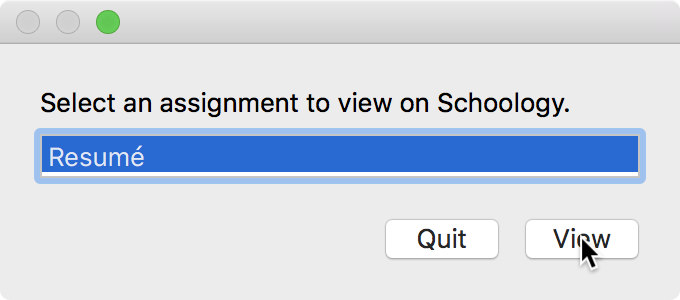 Select an assignment to view on Schoology.
Resumé
Quit
View